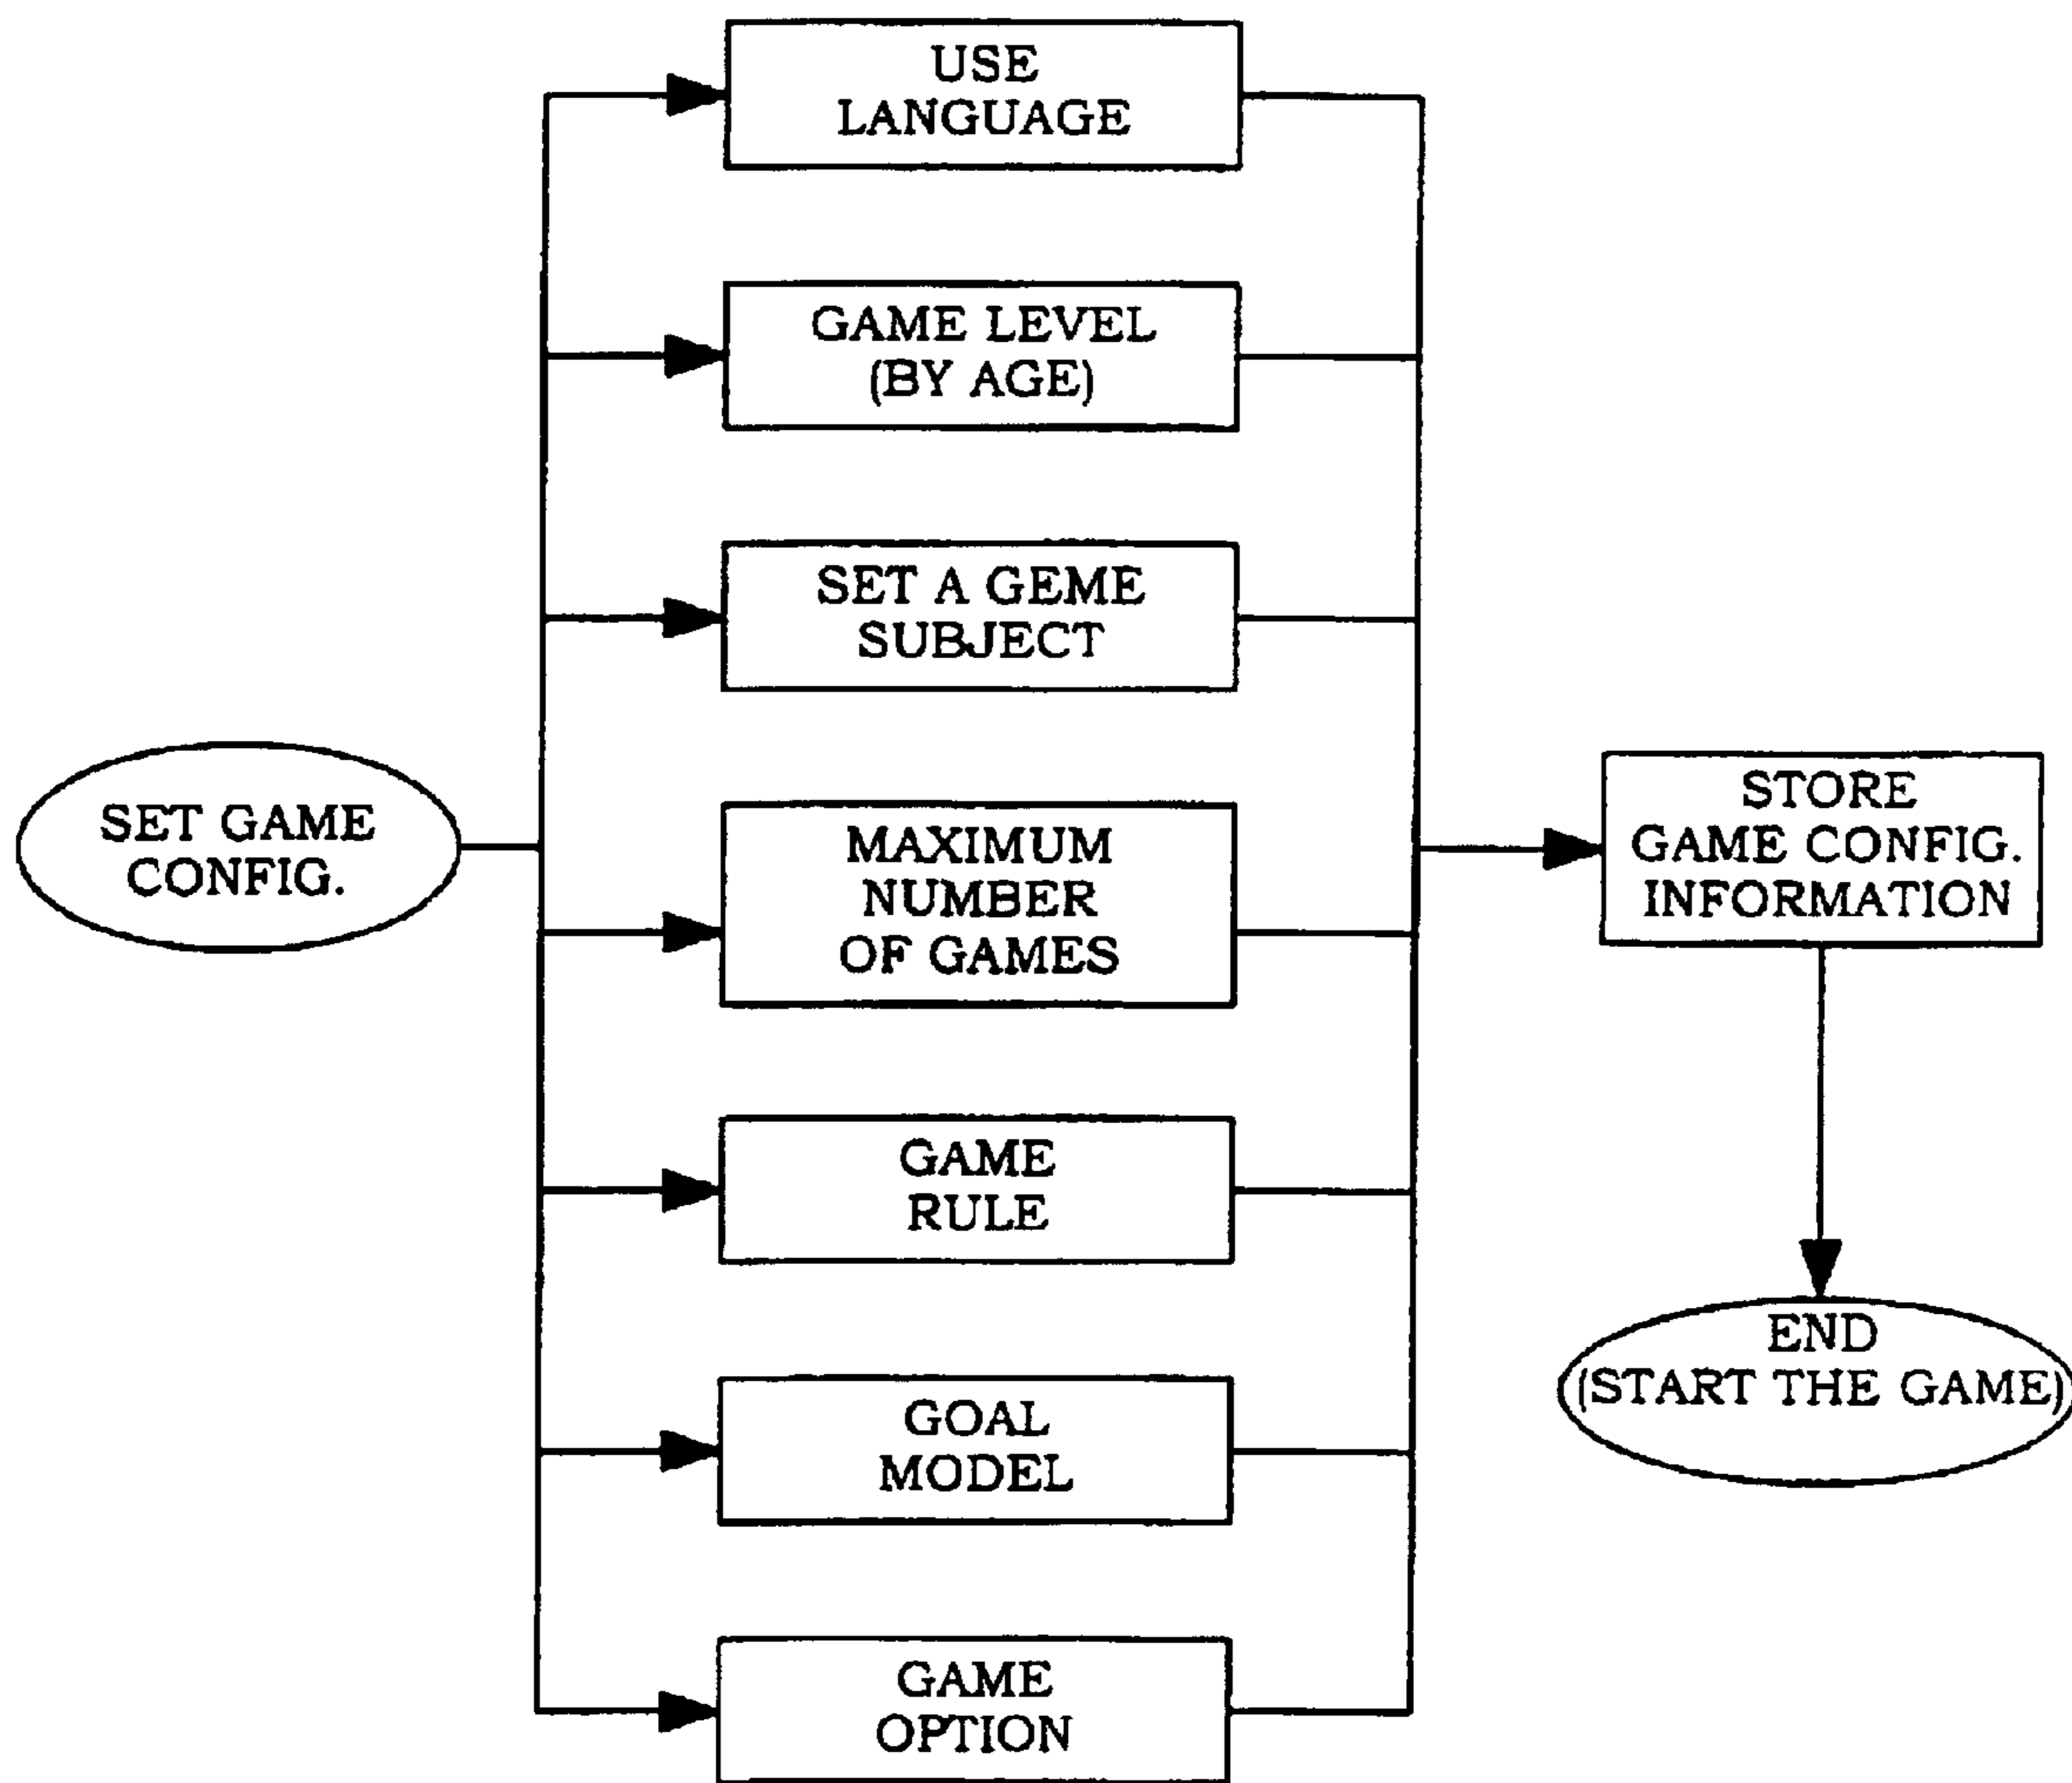 USE
LANGUAGE
GAME LEVEL
(BY AGE)
SET A GEME
SUBJECT
SET GAME
CONFIG.
MAXIMUM
NUMBER
OF GAMES
STORE
GAME CONFIG.
INFORMATION
GAME
RULE
END
(START THE GAME)
GOAL
MODEL
GAME
OPTION